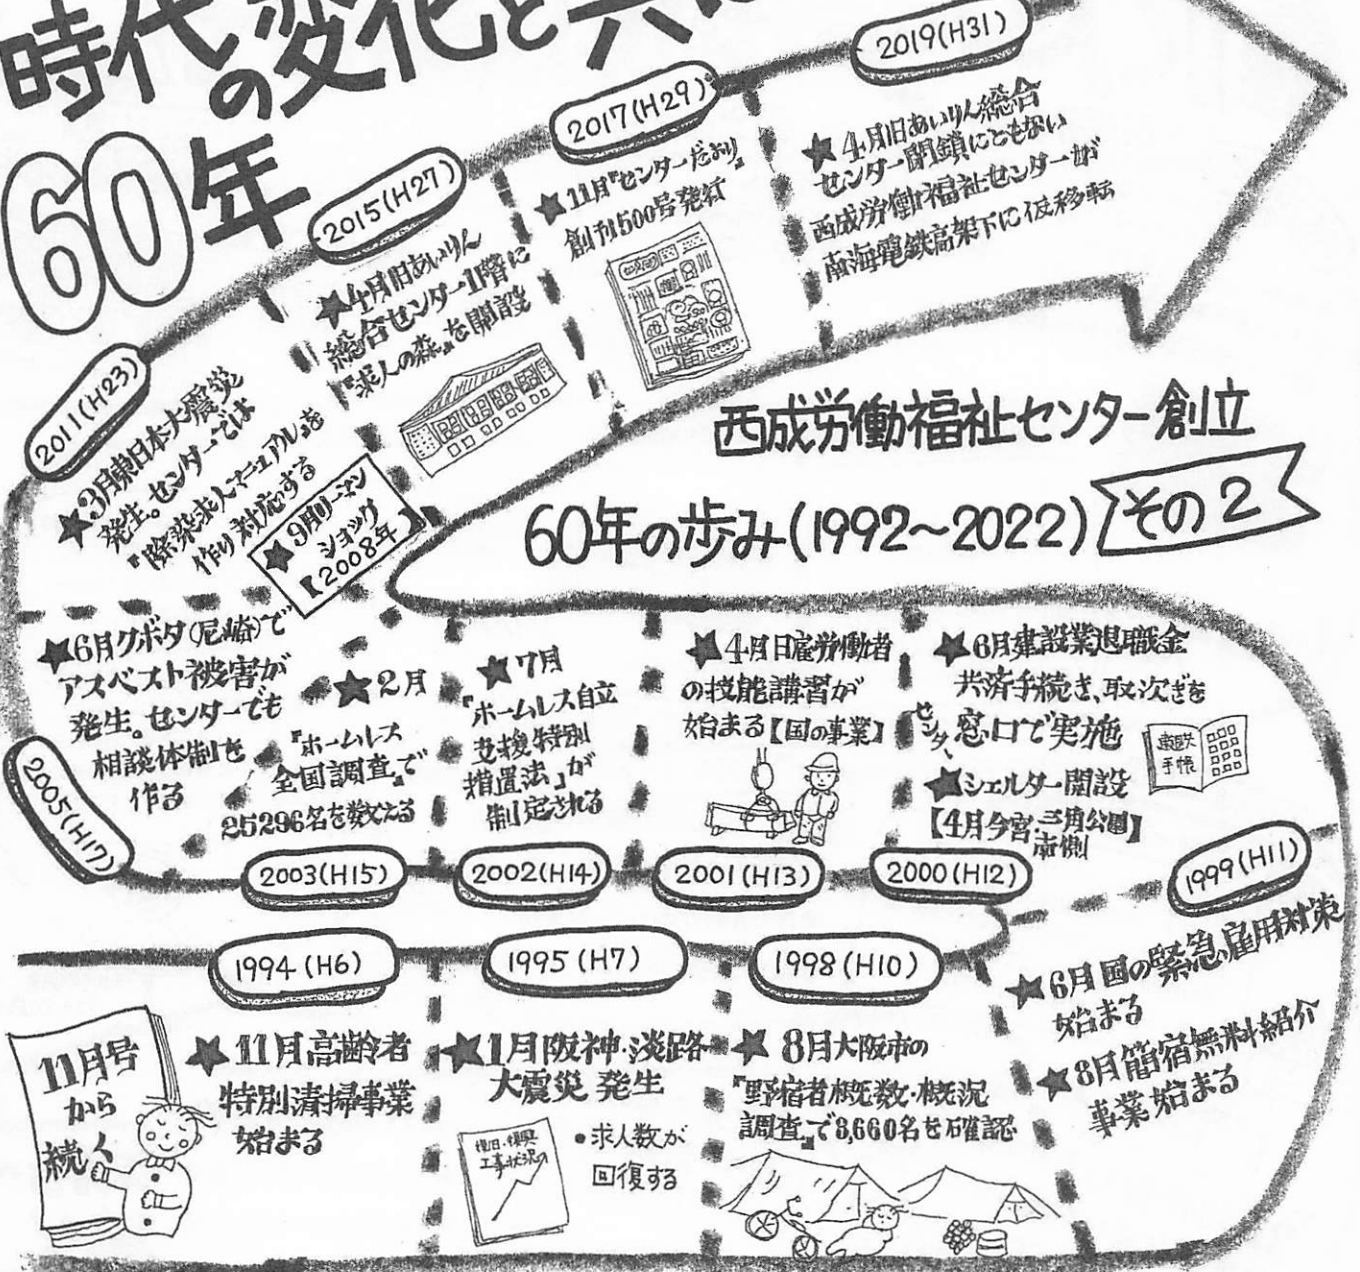 時代の変化と共に
60年
西成労働福祉センター創立
60年の歩み(1992～2022)
その2
11月号
から
続く
1994(H6)
★11月高齢者
特別清掃事業
始まる
1995(H7)
★1月阪神・淡路
大震災 発生
復旧・復興
工事状況の
•求人数が
回復する
1998(H10)
★8月大阪市の
『野宿者概数・概況
調査』で8,660名を確認
1999(H11)
★6月国の緊急雇用対策
始まる
★8月簡宿無料紹介
事業始まる
2000(H12)
★6月建設業退職金
共済手続き、取次ぎを
センター窓口で実施
建退共
手帳
★シェルター開設
【4月今宮三角公園
南側】
2001(H13)
★4月日雇労働者
の技能講習が
始まる【国の事業】
2002(H14)
★7月
『ホームレス自立
支援特別
措置法』が
制定される
2003(H15)
★2月
『ホームレス
全国調査』で
25296名を数える
2005(H17)
★6月クボタ(尼崎)で
アスベスト被害が
発生。センターでも
相談体制を
作る
★9月リーマン
ショック
【2008年】
2011(H23)
★3月東日本大震災
発生。センターでは
『除染求人マニュアル』を
作り対応する
2015(H27)
★4月旧あいりん
総合センター1階に
『求人の森』を開設
2017(H29)
★11月『センターだより』
創刊500号発行
2019(H31)
★4月旧あいりん総合
センター閉鎖にともない
西成労働福祉センターが
南海電鉄高架下に仮移転